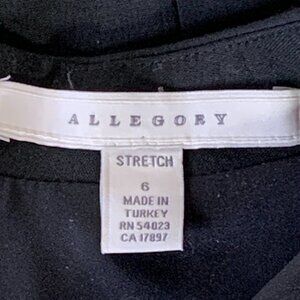 ALLEGORY
STRETCH
6
MADE IN
TURKEY
RN 54023
CA 17897